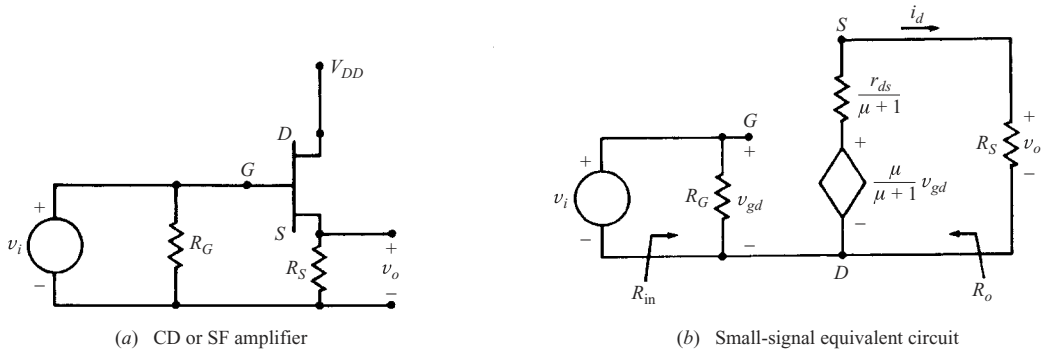 V_DD
D
G
S
+
v_i
−
R_G
R_S
+
v_o
−
(a) CD or SF amplifier
S
i_d
r_ds
μ + 1
G
+
+
v_i
−
R_G
v_gd
−
+
μ
μ + 1
v_gd
−
R_S
+
v_o
−
D
R_in
R_o
(b) Small-signal equivalent circuit